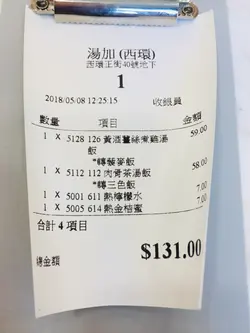 湯加 (西環)
西環正街40號地下
1
2018/05/08 12:25:15 收銀員
數量 項目 金額
1 X 5128 126 黃酒薑絲煮雞湯 59.00
飯
*轉藜麥飯
1 X 5112 112 肉骨茶湯飯 58.00
*轉三色飯
1 X 5001 611 熱檸檬水 7.00
1 X 5005 614 熱金桔蜜 7.00
合計 4 項目
$131.00
總金額